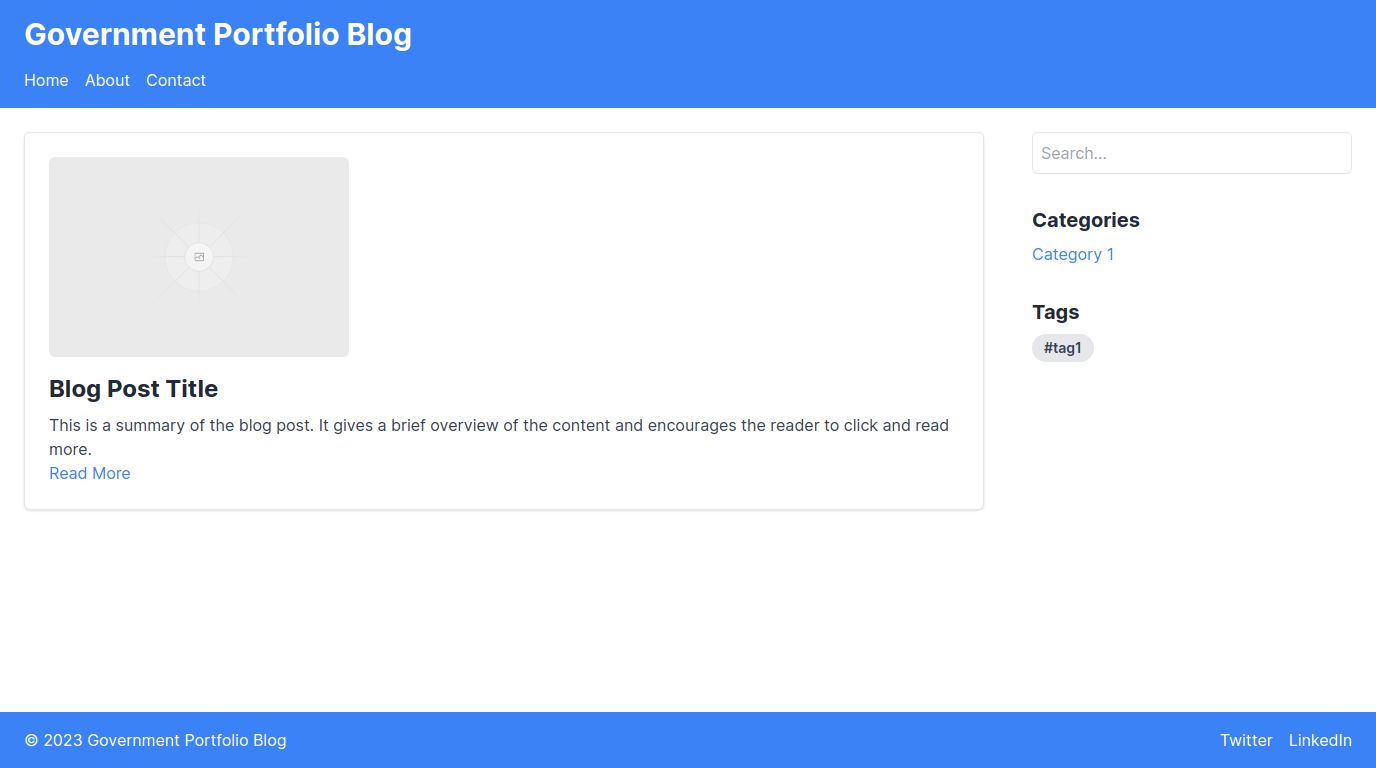 Government Portfolio Blog
Home About Contact
Blog Post Title
This is a summary of the blog post. It gives a brief overview of the content and encourages the reader to click and read
more.
Read More
Search...
Categories
Category 1
Tags
#tag1
© 2023 Government Portfolio Blog
Twitter LinkedIn